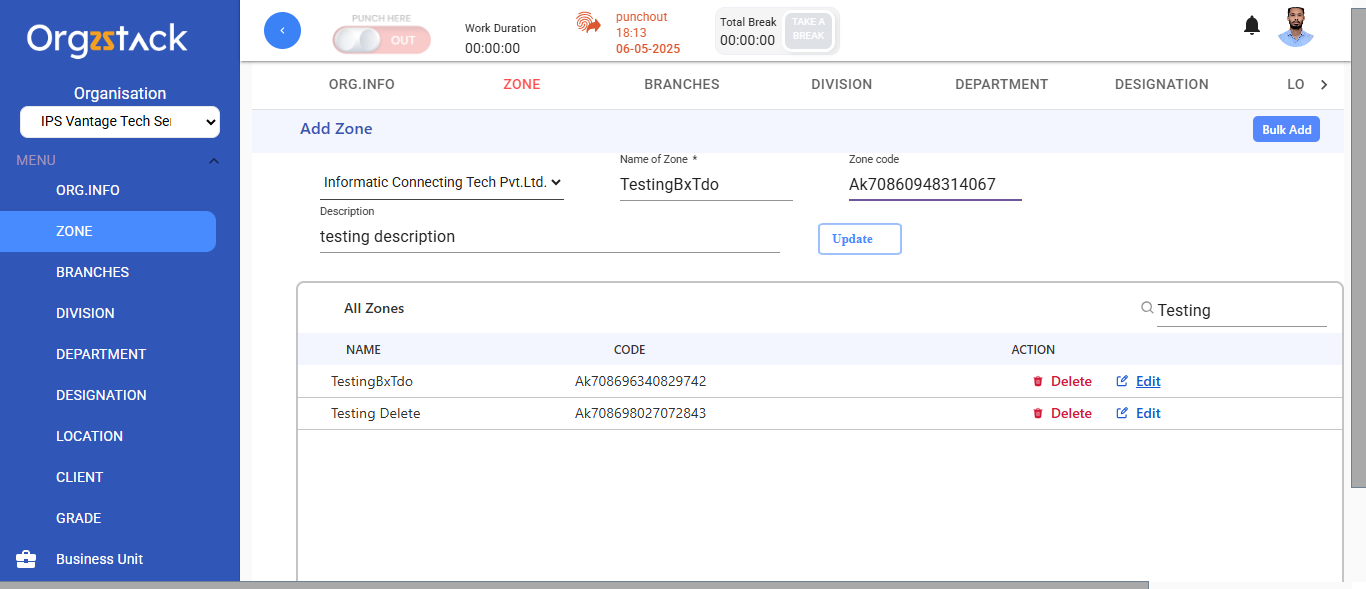 Orgzstack
Organisation
IPS Vantage Tech Ser
MENU
ORG.INFO
ZONE
BRANCHES
DIVISION
DEPARTMENT
DESIGNATION
LOCATION
CLIENT
GRADE
Business Unit
PUNCH HERE
OUT
Work Duration
00:00:00
punchout
18:13
06-05-2025
Total Break
00:00:00
TAKE A
BREAK
ORG.INFO ZONE BRANCHES DIVISION DEPARTMENT DESIGNATION LO
Add Zone
Bulk Add
Informatic Connecting Tech Pvt.Ltd.
Name of Zone *
TestingBxTdo
Zone code
Ak70860948314067
Description
testing description
Update
All Zones
Testing
NAME CODE ACTION
TestingBxTdo Ak708696340829742 Delete Edit
Testing Delete Ak708698027072843 Delete Edit